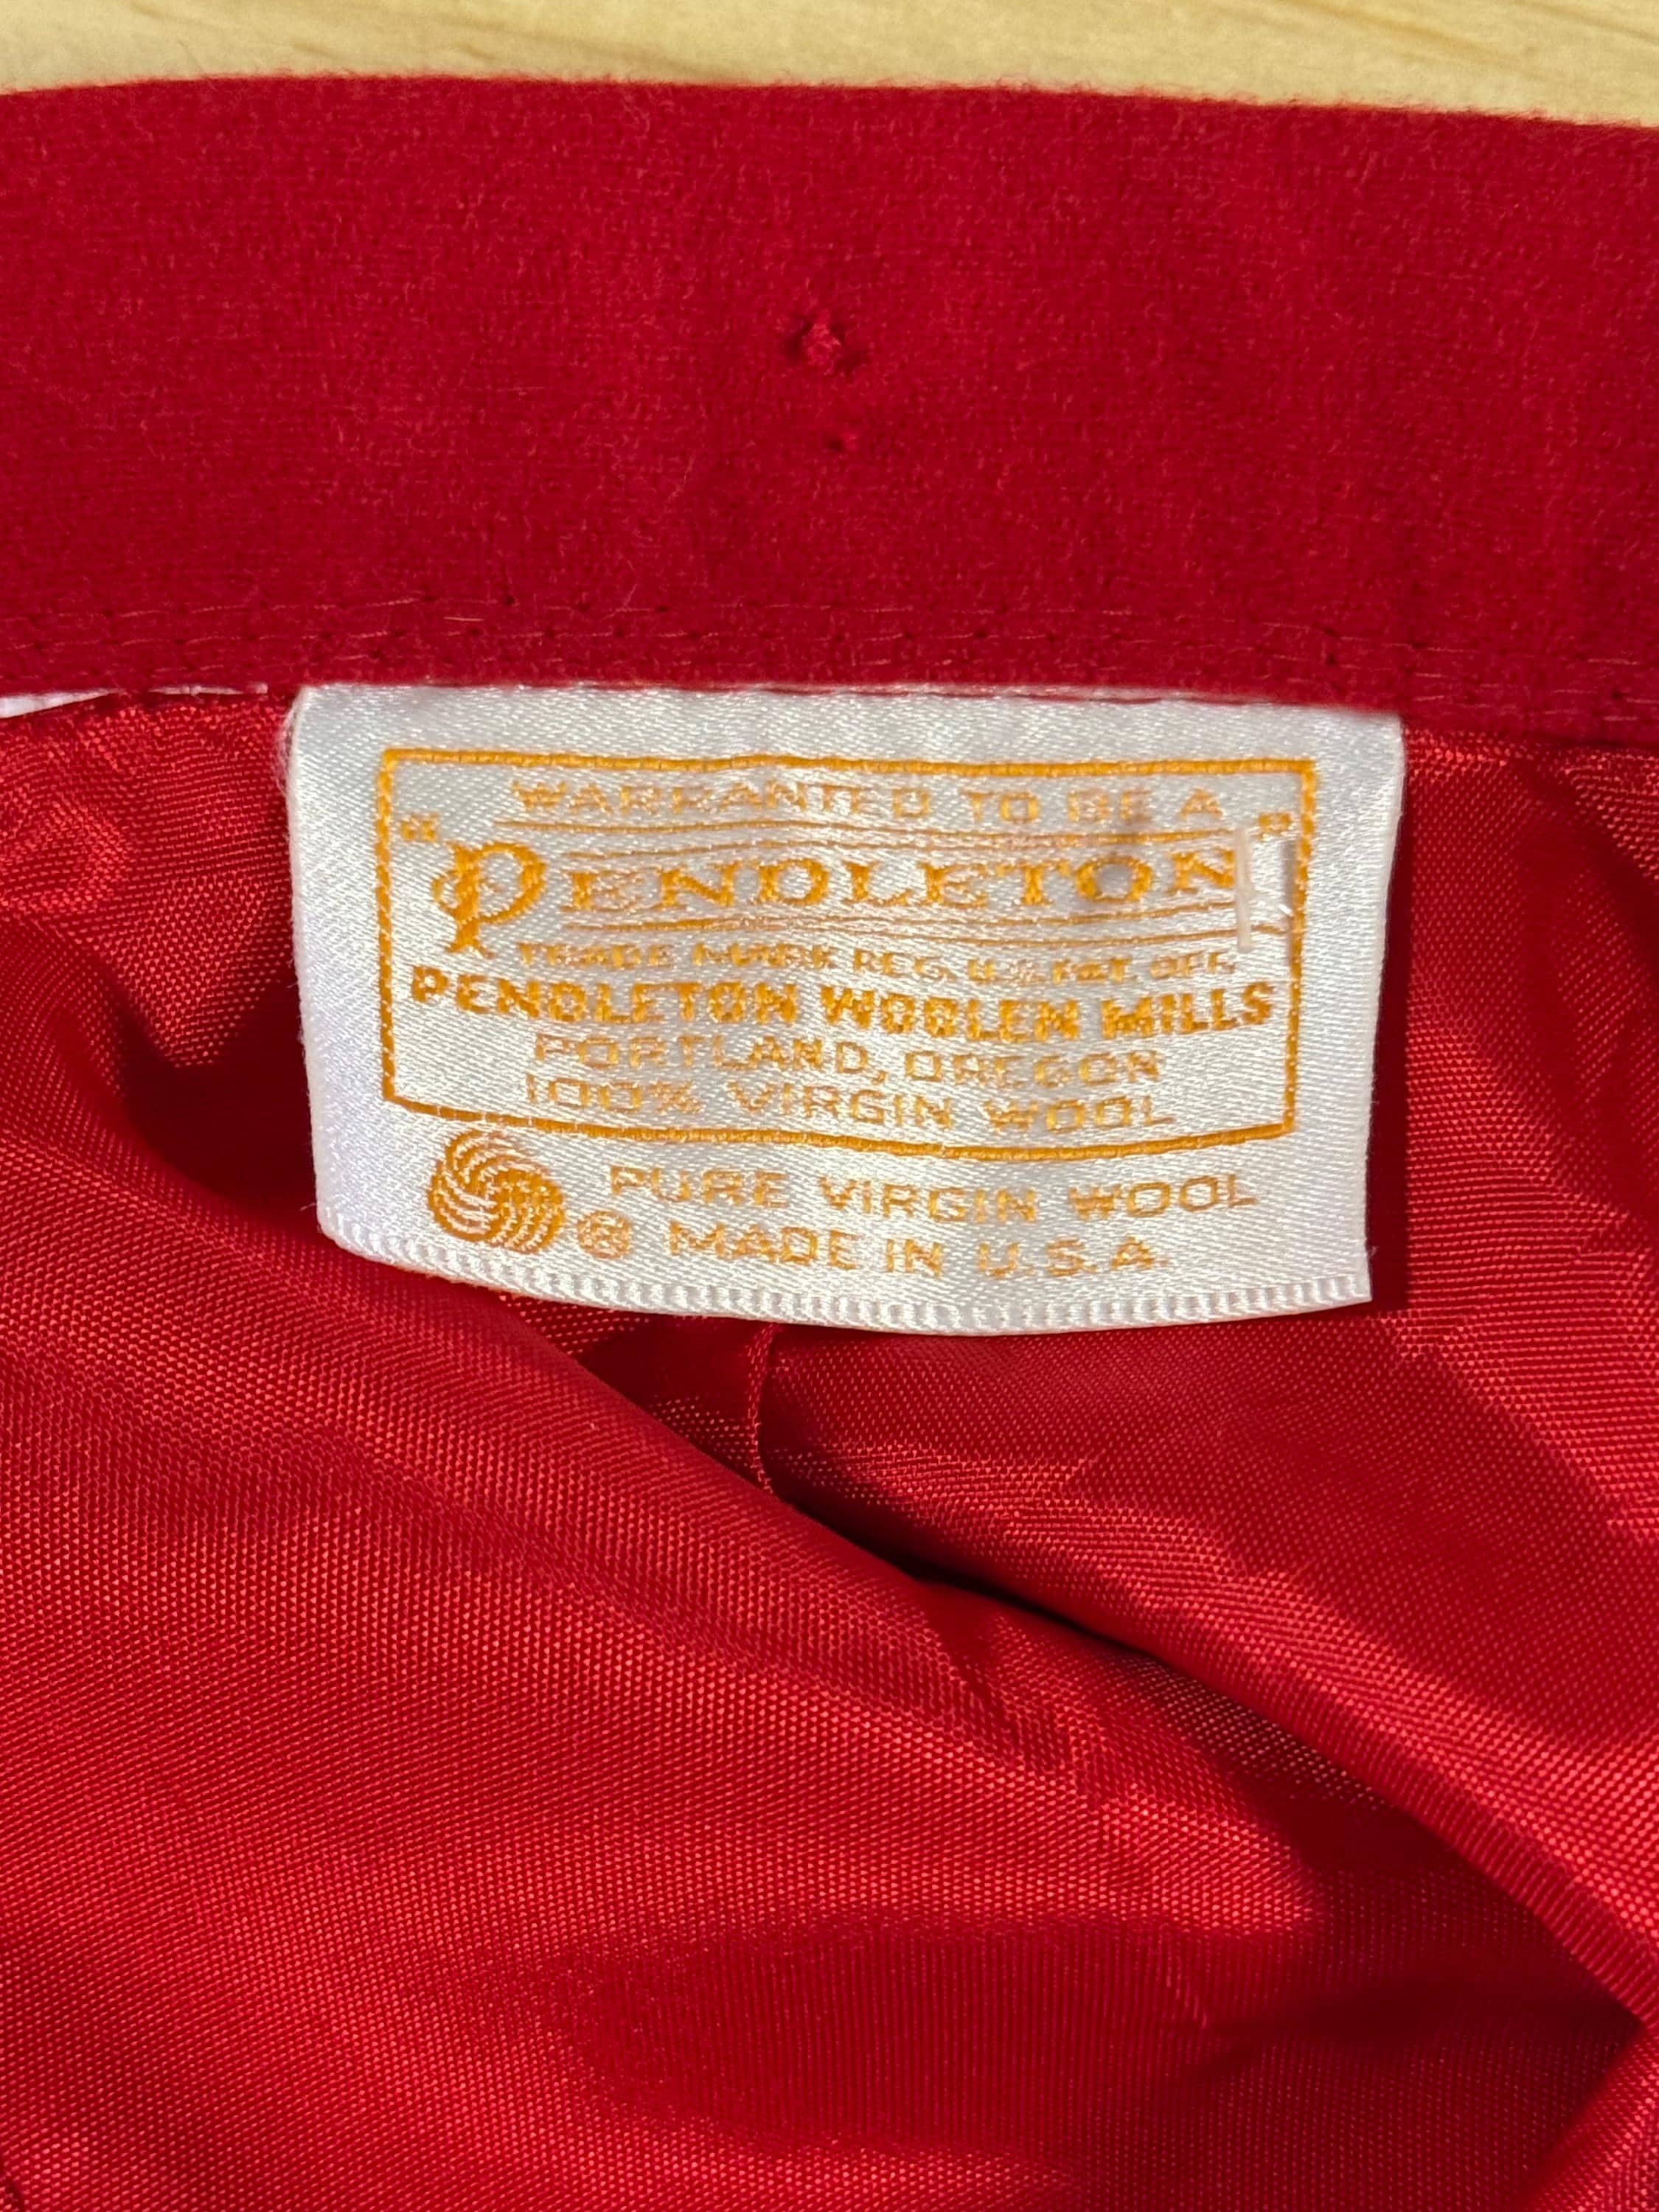 WARRANTED TO BE A
"PENDLETON"
TRADE MARK REG. U.S. PAT. OFF.
PENDLETON WOOLEN MILLS
PORTLAND, OREGON
100% VIRGIN WOOL
PURE VIRGIN WOOL
® MADE IN U.S.A.